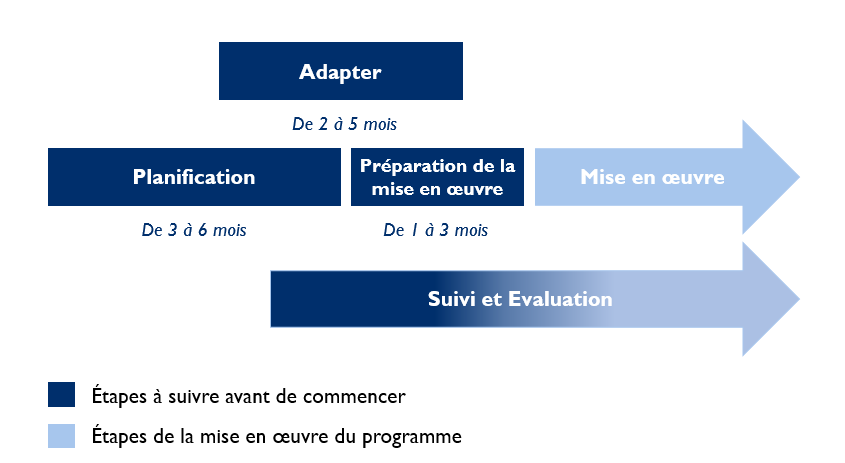 Adapter
De 2 à 5 mois
Planification
Préparation de la
mise en œuvre
Mise en œuvre
De 3 à 6 mois
De 1 à 3 mois
Suivi et Evaluation
Étapes à suivre avant de commencer
Étapes de la mise en œuvre du programme